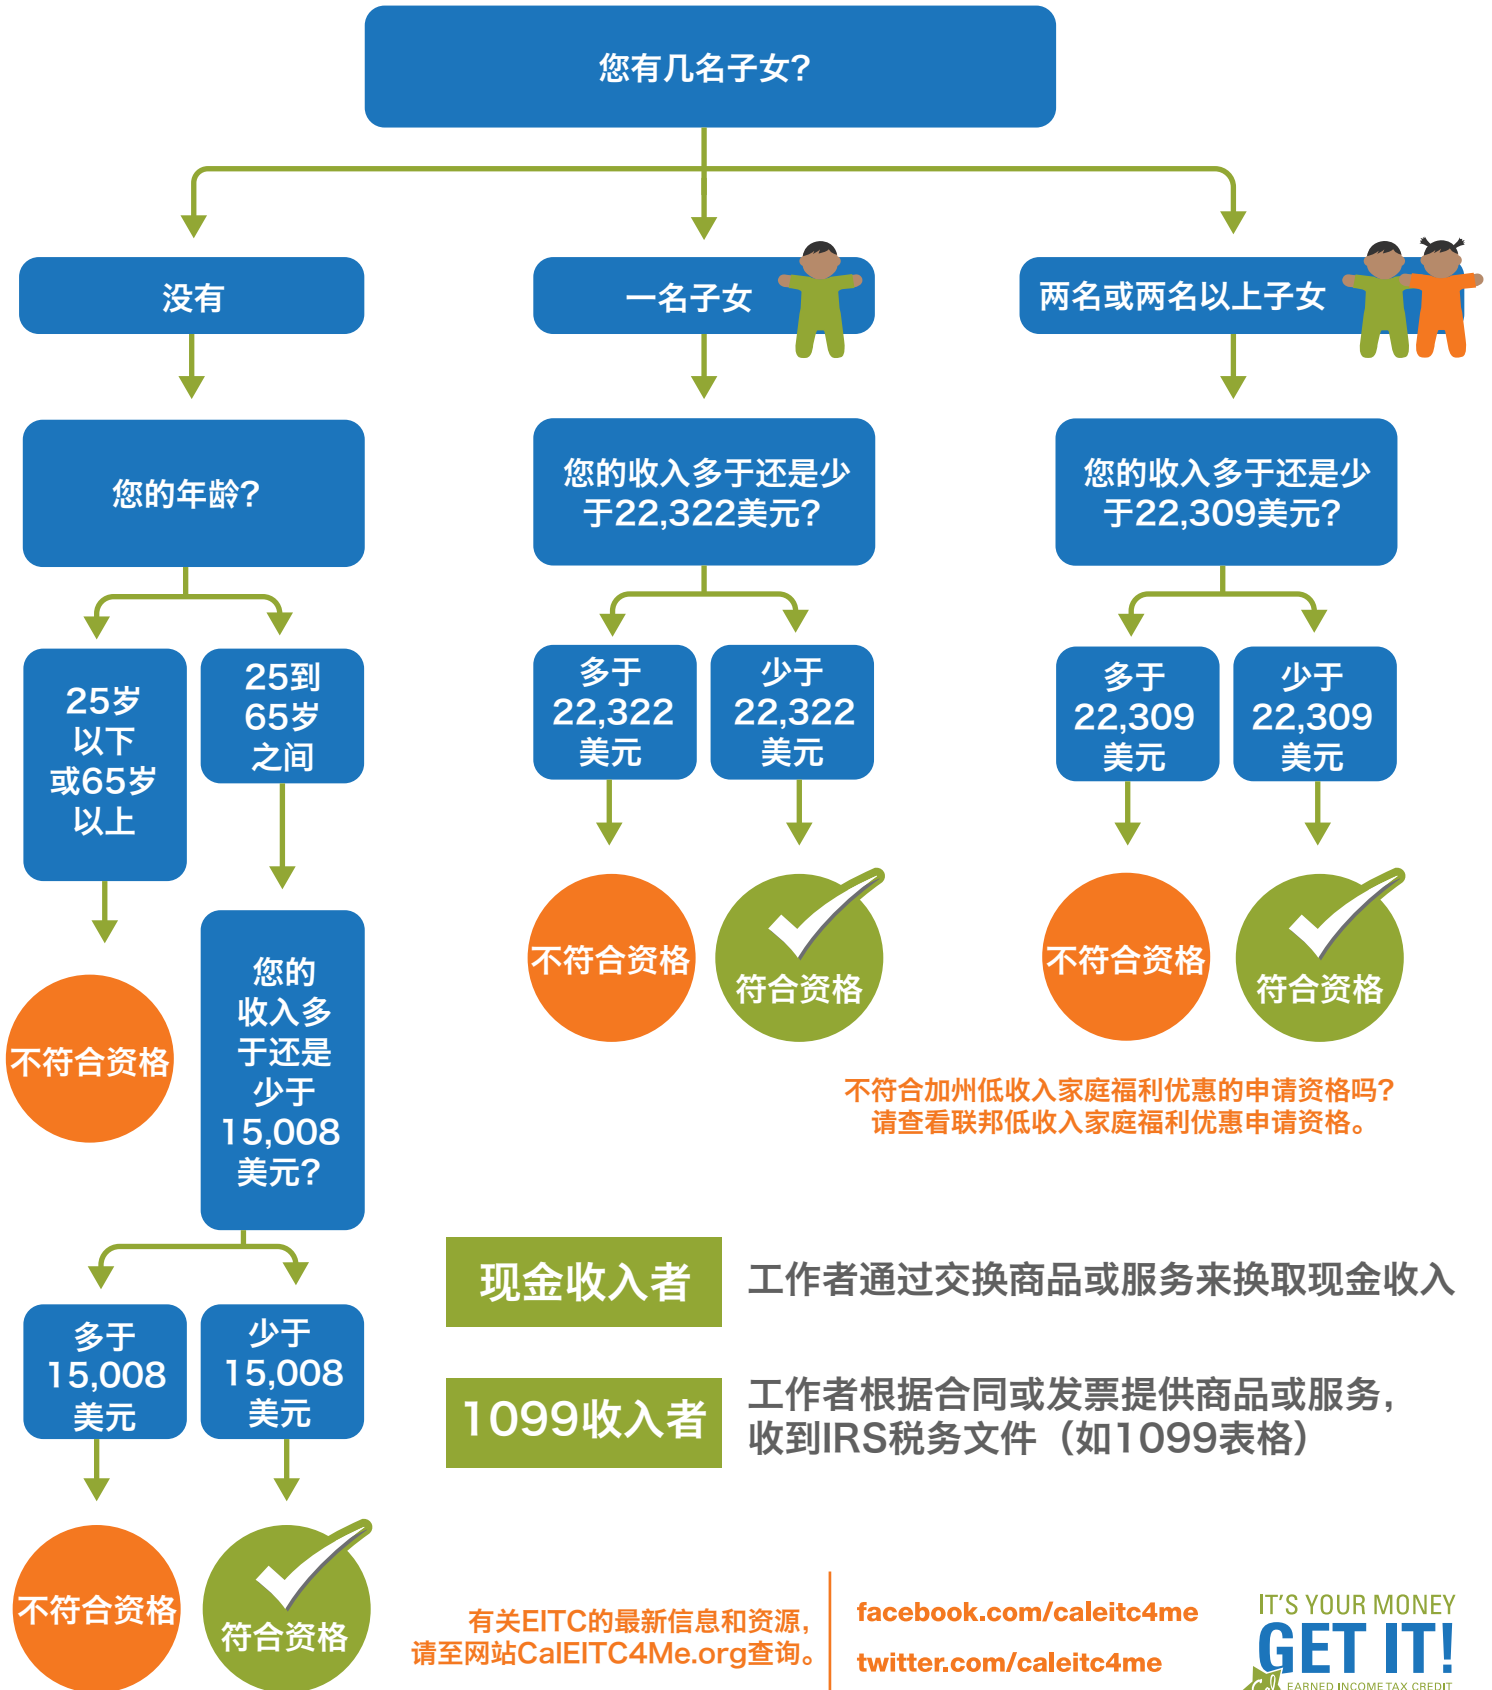 您有几名子女?
没有
一名子女
两名或两名以上子女
您的年龄?
您的收入多于还是少
于22,322美元?
您的收入多于还是少
于22,309美元?
25岁
以下
或65岁
以上
25到
65岁
之间
多于
22,322
美元
少于
22,322
美元
多于
22,309
美元
少于
22,309
美元
不符合资格
符合资格
不符合资格
符合资格
不符合资格
您的
收入多
于还是
少于
15,008
美元?
不符合加州低收入家庭福利优惠的申请资格吗?
请查看联邦低收入家庭福利优惠申请资格。
现金收入者
工作者通过交换商品或服务来换取现金收入
多于
15,008
美元
少于
15,008
美元
1099收入者
工作者根据合同或发票提供商品或服务,
收到IRS税务文件（如1099表格）
不符合资格
符合资格
有关EITC的最新信息和资源,
请至网站CalEITC4Me.org查询。
facebook.com/caleitc4me
twitter.com/caleitc4me
IT'S YOUR MONEY
GET IT!
Cal
EARNED INCOME TAX CREDIT